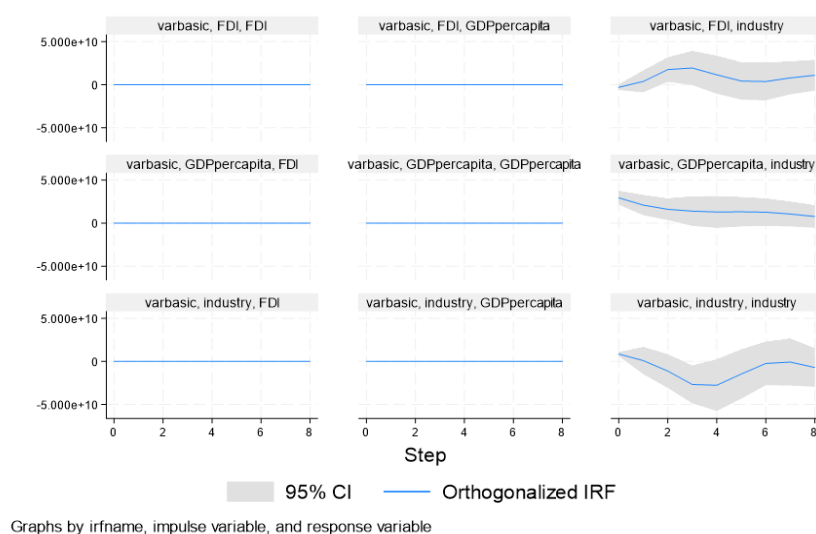 varbasic, FDI, FDI
varbasic, FDI, GDPpercapita
varbasic, FDI, industry
5.000e+10
0
-5.000e+10
varbasic, GDPpercapita, FDI
varbasic, GDPpercapita, GDPpercapita
varbasic, GDPpercapita, industry
5.000e+10
0
-5.000e+10
varbasic, industry, FDI
varbasic, industry, GDPpercapita
varbasic, industry, industry
5.000e+10
0
-5.000e+10
0 2 4 6 8
0 2 4 6 8
0 2 4 6 8
Step
95% CI
Orthogonalized IRF
Graphs by irfname, impulse variable, and response variable